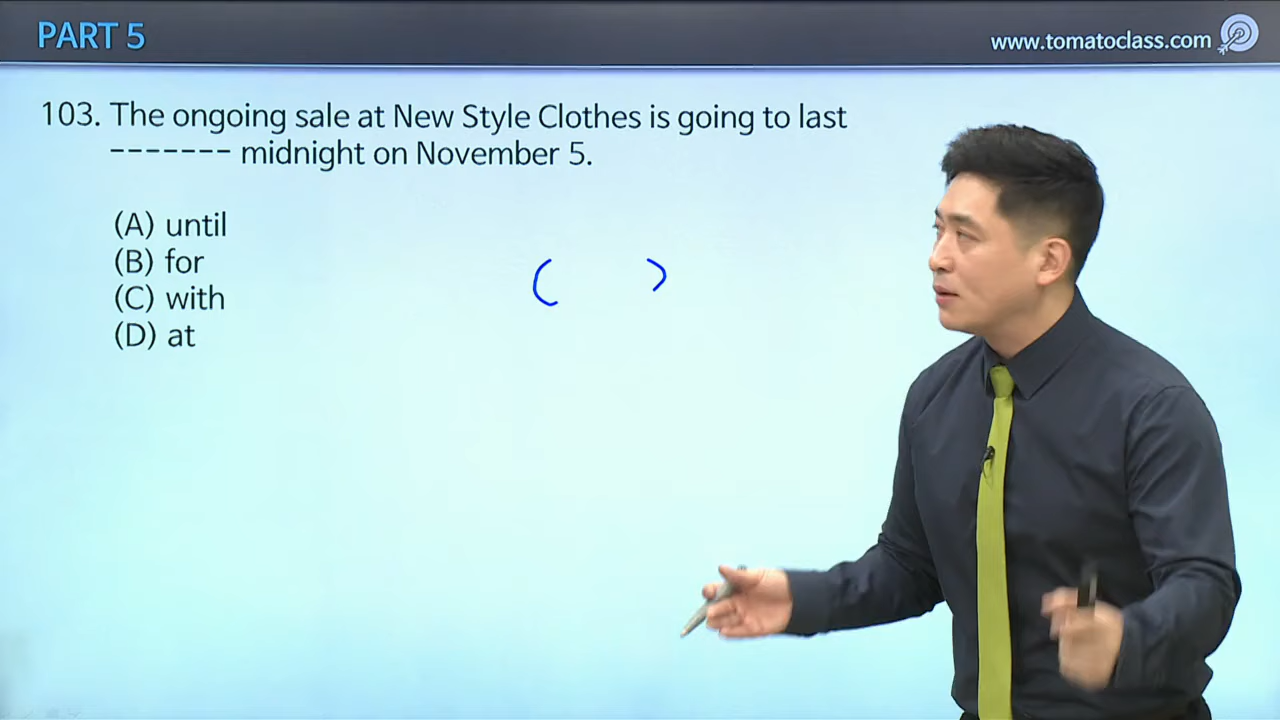 PART 5
www.tomatoclass.com
103. The ongoing sale at New Style Clothes is going to last
------- midnight on November 5.
(A) until
(B) for
(C) with
(D) at
( )